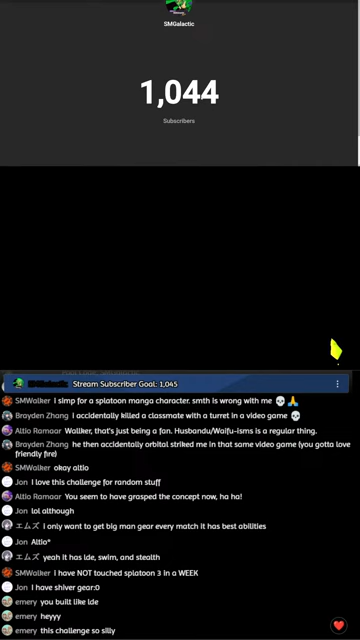 SMGalactic
1,044
Subscribers
Stream Subscriber Goal: 1,045
SMWalker I simp for a splatoon manga character. smth is wrong with me 💀 🙏
Brayden Zhang I accidentally killed a classmate with a turret in a video game 💀
Altio Ramaar Wallker, that's just being a fan. Husbandu/Waifu-isms is a regular thing.
Brayden Zhang he then accidentally orbital striked me in that same video game (you gotta love
friendly fire)
SMWalker okay altio
Jon I love this challenge for random stuff
Altio Ramaar You seem to have grasped the concept now, ha ha!
Jon lol although
エムズ I only want to get big man gear every match it has best abilities
Jon Altio*
エムズ yeah it has lde, swim, and stealth
SMWalker I have NOT touched splatoon 3 in a WEEK
Jon I have shiver gear:0
emery you built like lde
emery heyyy
emery this challenge so silly